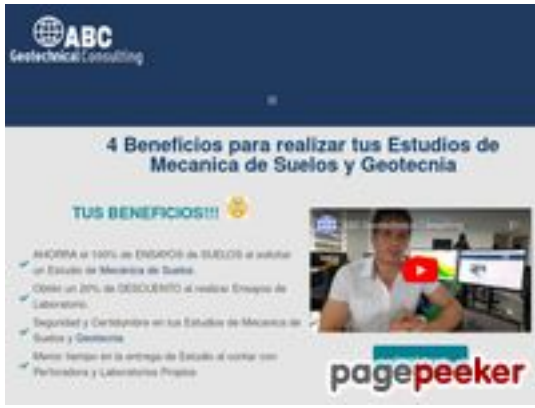 ABC
Geotechnical Consulting
4 Beneficios para realizar tus Estudios de
Mecanica de Suelos y Geotecnia
TUS BENEFICIOS!!!
AHORRA el 100% de ENSAYOS de SUELOS al solicitar
un Estudio de Mecánica de Suelos.
Obtén un 20% de DESCUENTO al realizar Ensayos de
Laboratorio.
Seguridad y Certidumbre en tus Estudios de Mecanica de
Suelos y Geotecnia
Menor tiempo en la entrega de Estudio al contar con
Perforadora y Laboratorios Propios
pagepeeker